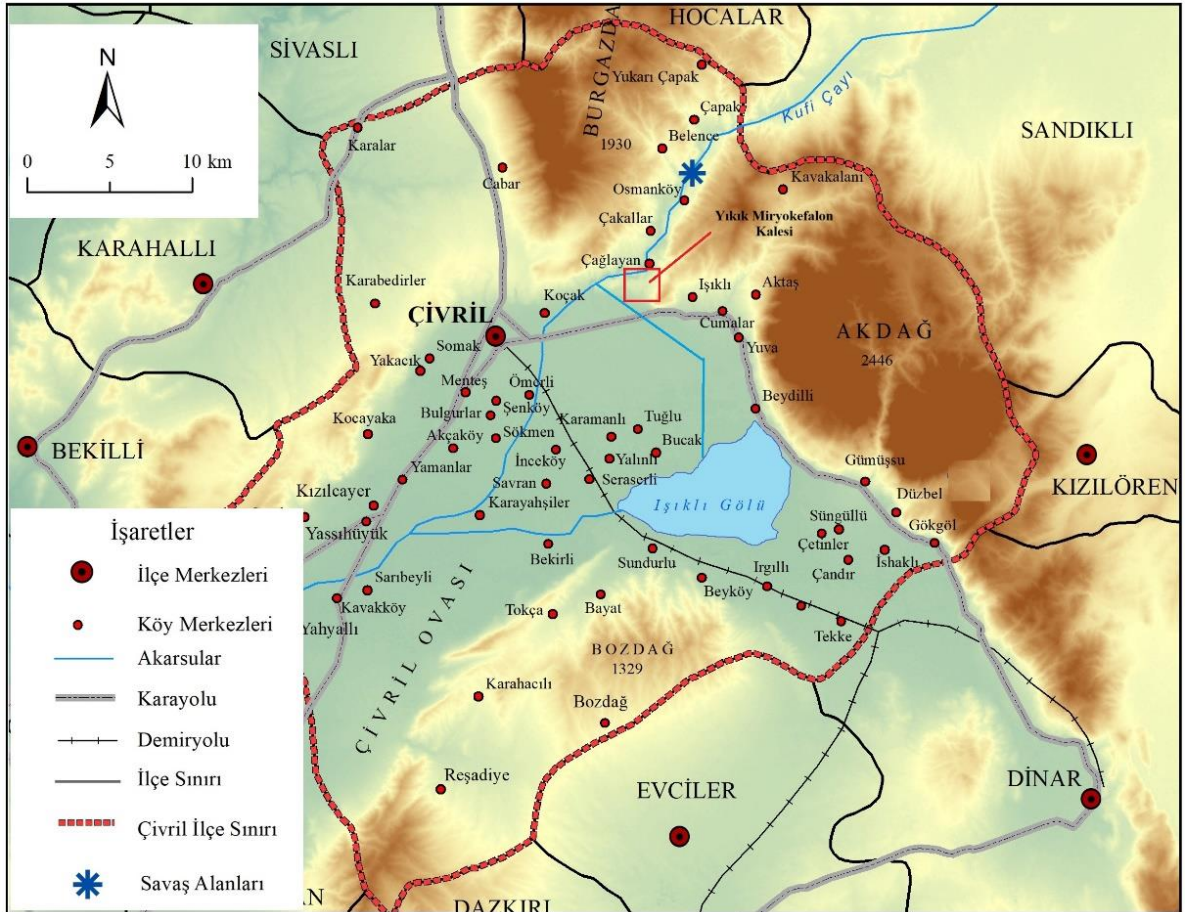 HOCALAR
SİVASLI
N
0 5 10 km
BURGAZDA
Yukarı Çapak
Kufi Çayı
Çapak
Belence
SANDIKLI
1930
Karalar
Cabar
Kavakalanı
Osmanköy
Çakallar
Yıkık Miryokefalon
Kalesi
KARAHALLI
Çağlayan
Karabedirler
Koçak
Işıklı
Aktaş
ÇİVRİL
Cumalar
AKDAĞ
2446
Yuva
Somak
Yakacık
Menteş
Ömerli
Şenköy
Beydilli
Bulgurlar
Karamanlı
Tuğlu
Kocayaka
Akçaköy
Sökmen
Bucak
BEKİLLİ
İnceköy
Yalınlı
Yamanlar
Gümüşsu
KIZILÖREN
Savran
Seraserli
Kızılcayer
Karayahşiler
Işıklı Gölü
Düzbel
Yassıhüyük
Süngüllü
Gökgöl
Çetinler
İshaklı
Bekirli
Sundurlu
Çandır
Sarıbeyli
Beyköy
Irgıllı
Kavakköy
Tokça
Bayat
Yahyallı
Tekke
BOZDAĞ
1329
ÇİVRİL OVASI
Karahacılı
Bozdağ
Reşadiye
EVCİLER
DİNAR
AN
DAZKIRI
İşaretler
İlçe Merkezleri
Köy Merkezleri
Akarsular
Karayolu
Demiryolu
İlçe Sınırı
Çivril İlçe Sınırı
Savaş Alanları